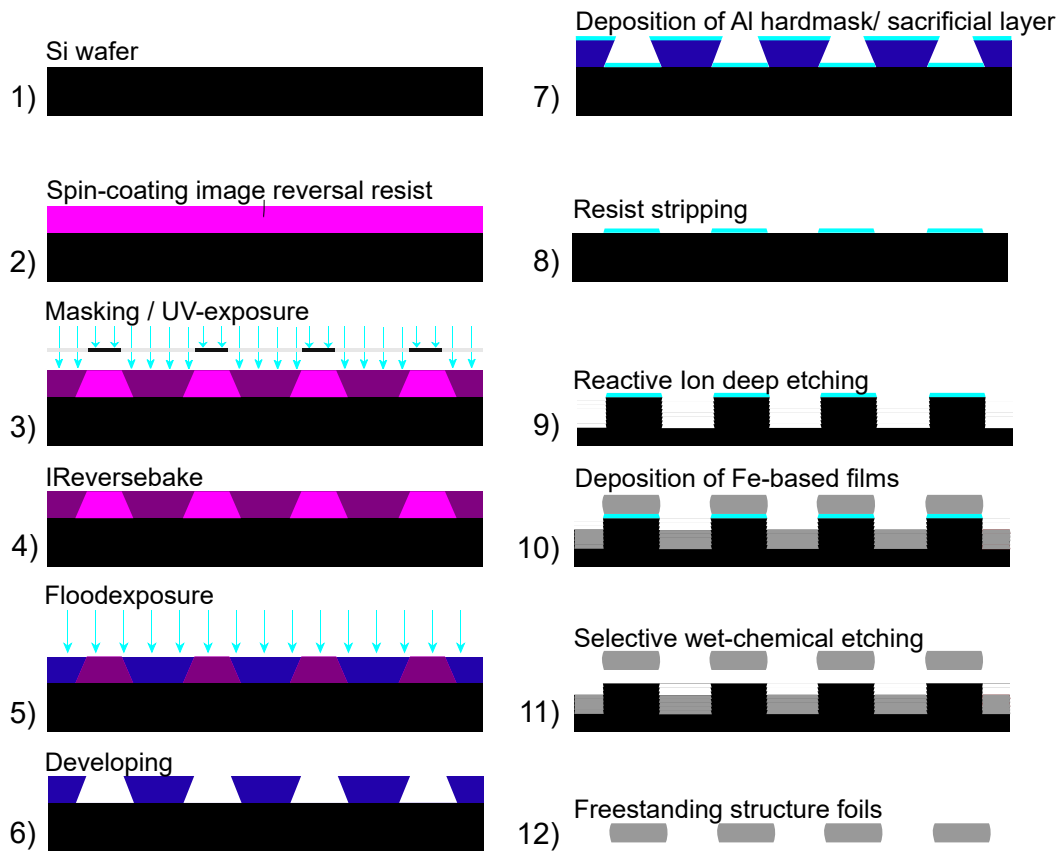 Si wafer
1)
Spin-coating image reversal resist
2)
Masking / UV-exposure
3)
IReversebake
4)
Floodexposure
5)
Developing
6)
Deposition of Al hardmask/ sacrificial layer
7)
Resist stripping
8)
Reactive Ion deep etching
9)
Deposition of Fe-based films
10)
Selective wet-chemical etching
11)
Freestanding structure foils
12)